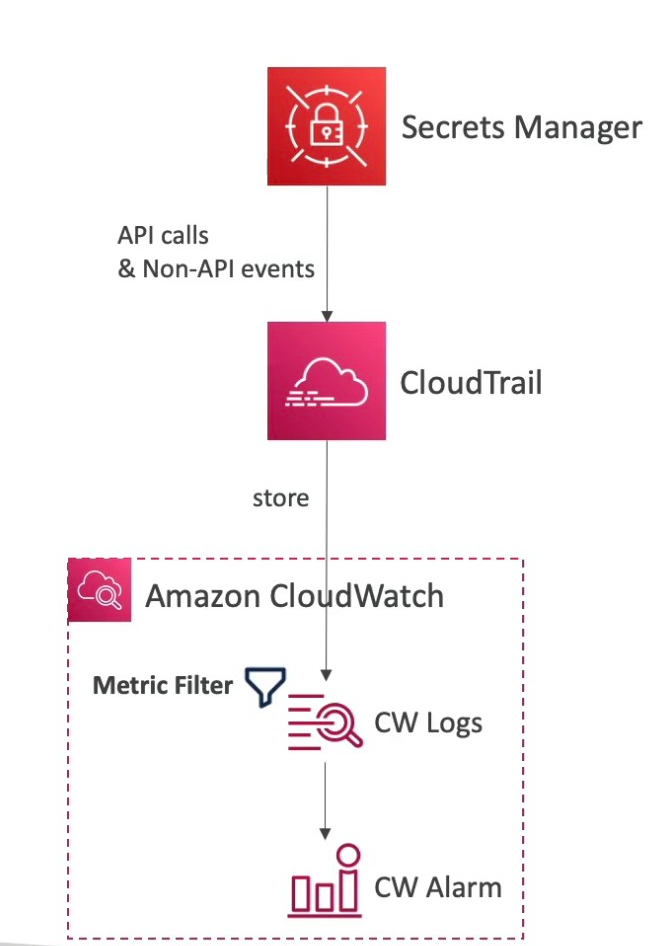 Secrets Manager
API calls
& Non-API events
CloudTrail
store
Amazon CloudWatch
Metric Filter
CW Logs
CW Alarm